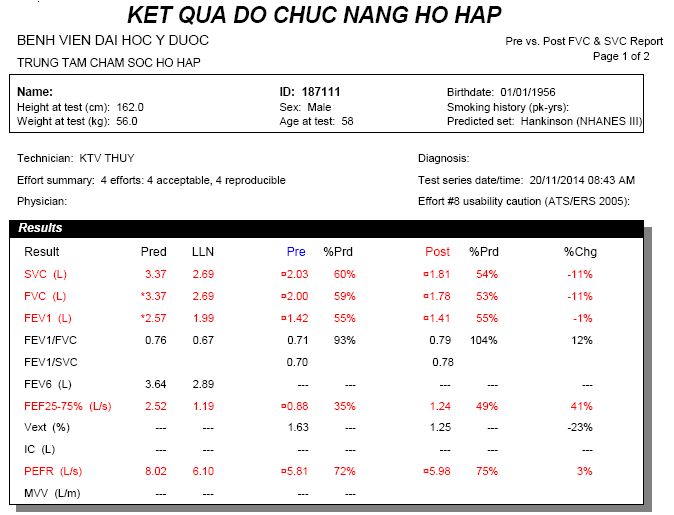 KET QUA DO CHUC NANG HO HAP
BENH VIEN DAI HOC Y DUOC
Pre vs. Post FVC & SVC Report
TRUNG TAM CHAM SOC HO HAP
Page 1 of 2
Name: ID: 187111 Birthdate: 01/01/1956
Height at test (cm): 162.0 Sex: Male Smoking history (pk-yrs):
Weight at test (kg): 56.0 Age at test: 58 Predicted set: Hankinson (NHANES III)
Technician: KTV THUY Diagnosis:
Effort summary: 4 efforts: 4 acceptable, 4 reproducible Test series date/time: 20/11/2014 08:43 AM
Physician: Effort #8 usability caution (ATS/ERS 2005):
Results
Result Pred LLN Pre %Prd Post %Prd %Chg
SVC (L) 3.37 2.69 ¤2.03 60% ¤1.81 54% -11%
FVC (L) *3.37 2.69 ¤2.00 59% ¤1.78 53% -11%
FEV1 (L) *2.57 1.99 ¤1.42 55% ¤1.41 55% -1%
FEV1/FVC 0.76 0.67 0.71 93% 0.79 104% 12%
FEV1/SVC 0.70 0.78
FEV6 (L) 3.64 2.89 --- --- --- --- ---
FEF25-75% (L/s) 2.52 1.19 ¤0.88 35% 1.24 49% 41%
Vext (%) --- --- 1.63 --- 1.25 --- -23%
IC (L) --- --- --- --- --- --- ---
PEFR (L/s) 8.02 6.10 ¤5.81 72% ¤5.98 75% 3%
MVV (L/m) --- --- --- ---